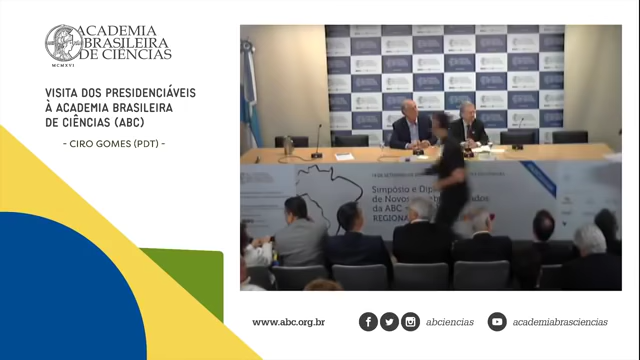 ACADEMIA
BRASILEIRA
DE CIÊNCIAS
MCMXVI
VISITA DOS PRESIDENCIÁVEIS
À ACADEMIA BRASILEIRA
DE CIÊNCIAS (ABC)
- CIRO GOMES (PDT) -
Simpósio e Dip
de Novos
da ABC
REGIONA
www.abc.org.br
abciencias
academiabrasciencias